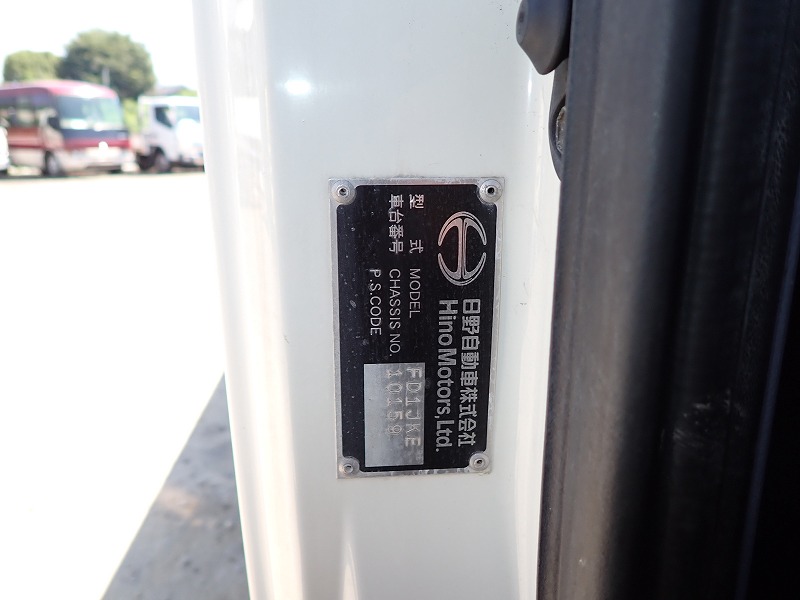 日野自動車株式会社
Hino Motors,Ltd.
型 式 MODEL FD1JKE
車台番号 CHASSIS NO. 10159
P.S.CODE